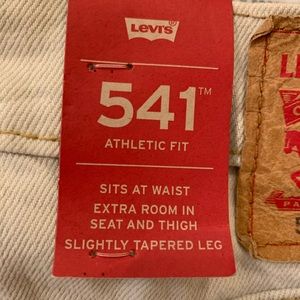 Levi's
541™
ATHLETIC FIT
SITS AT WAIST
EXTRA ROOM IN
SEAT AND THIGH
SLIGHTLY TAPERED LEG